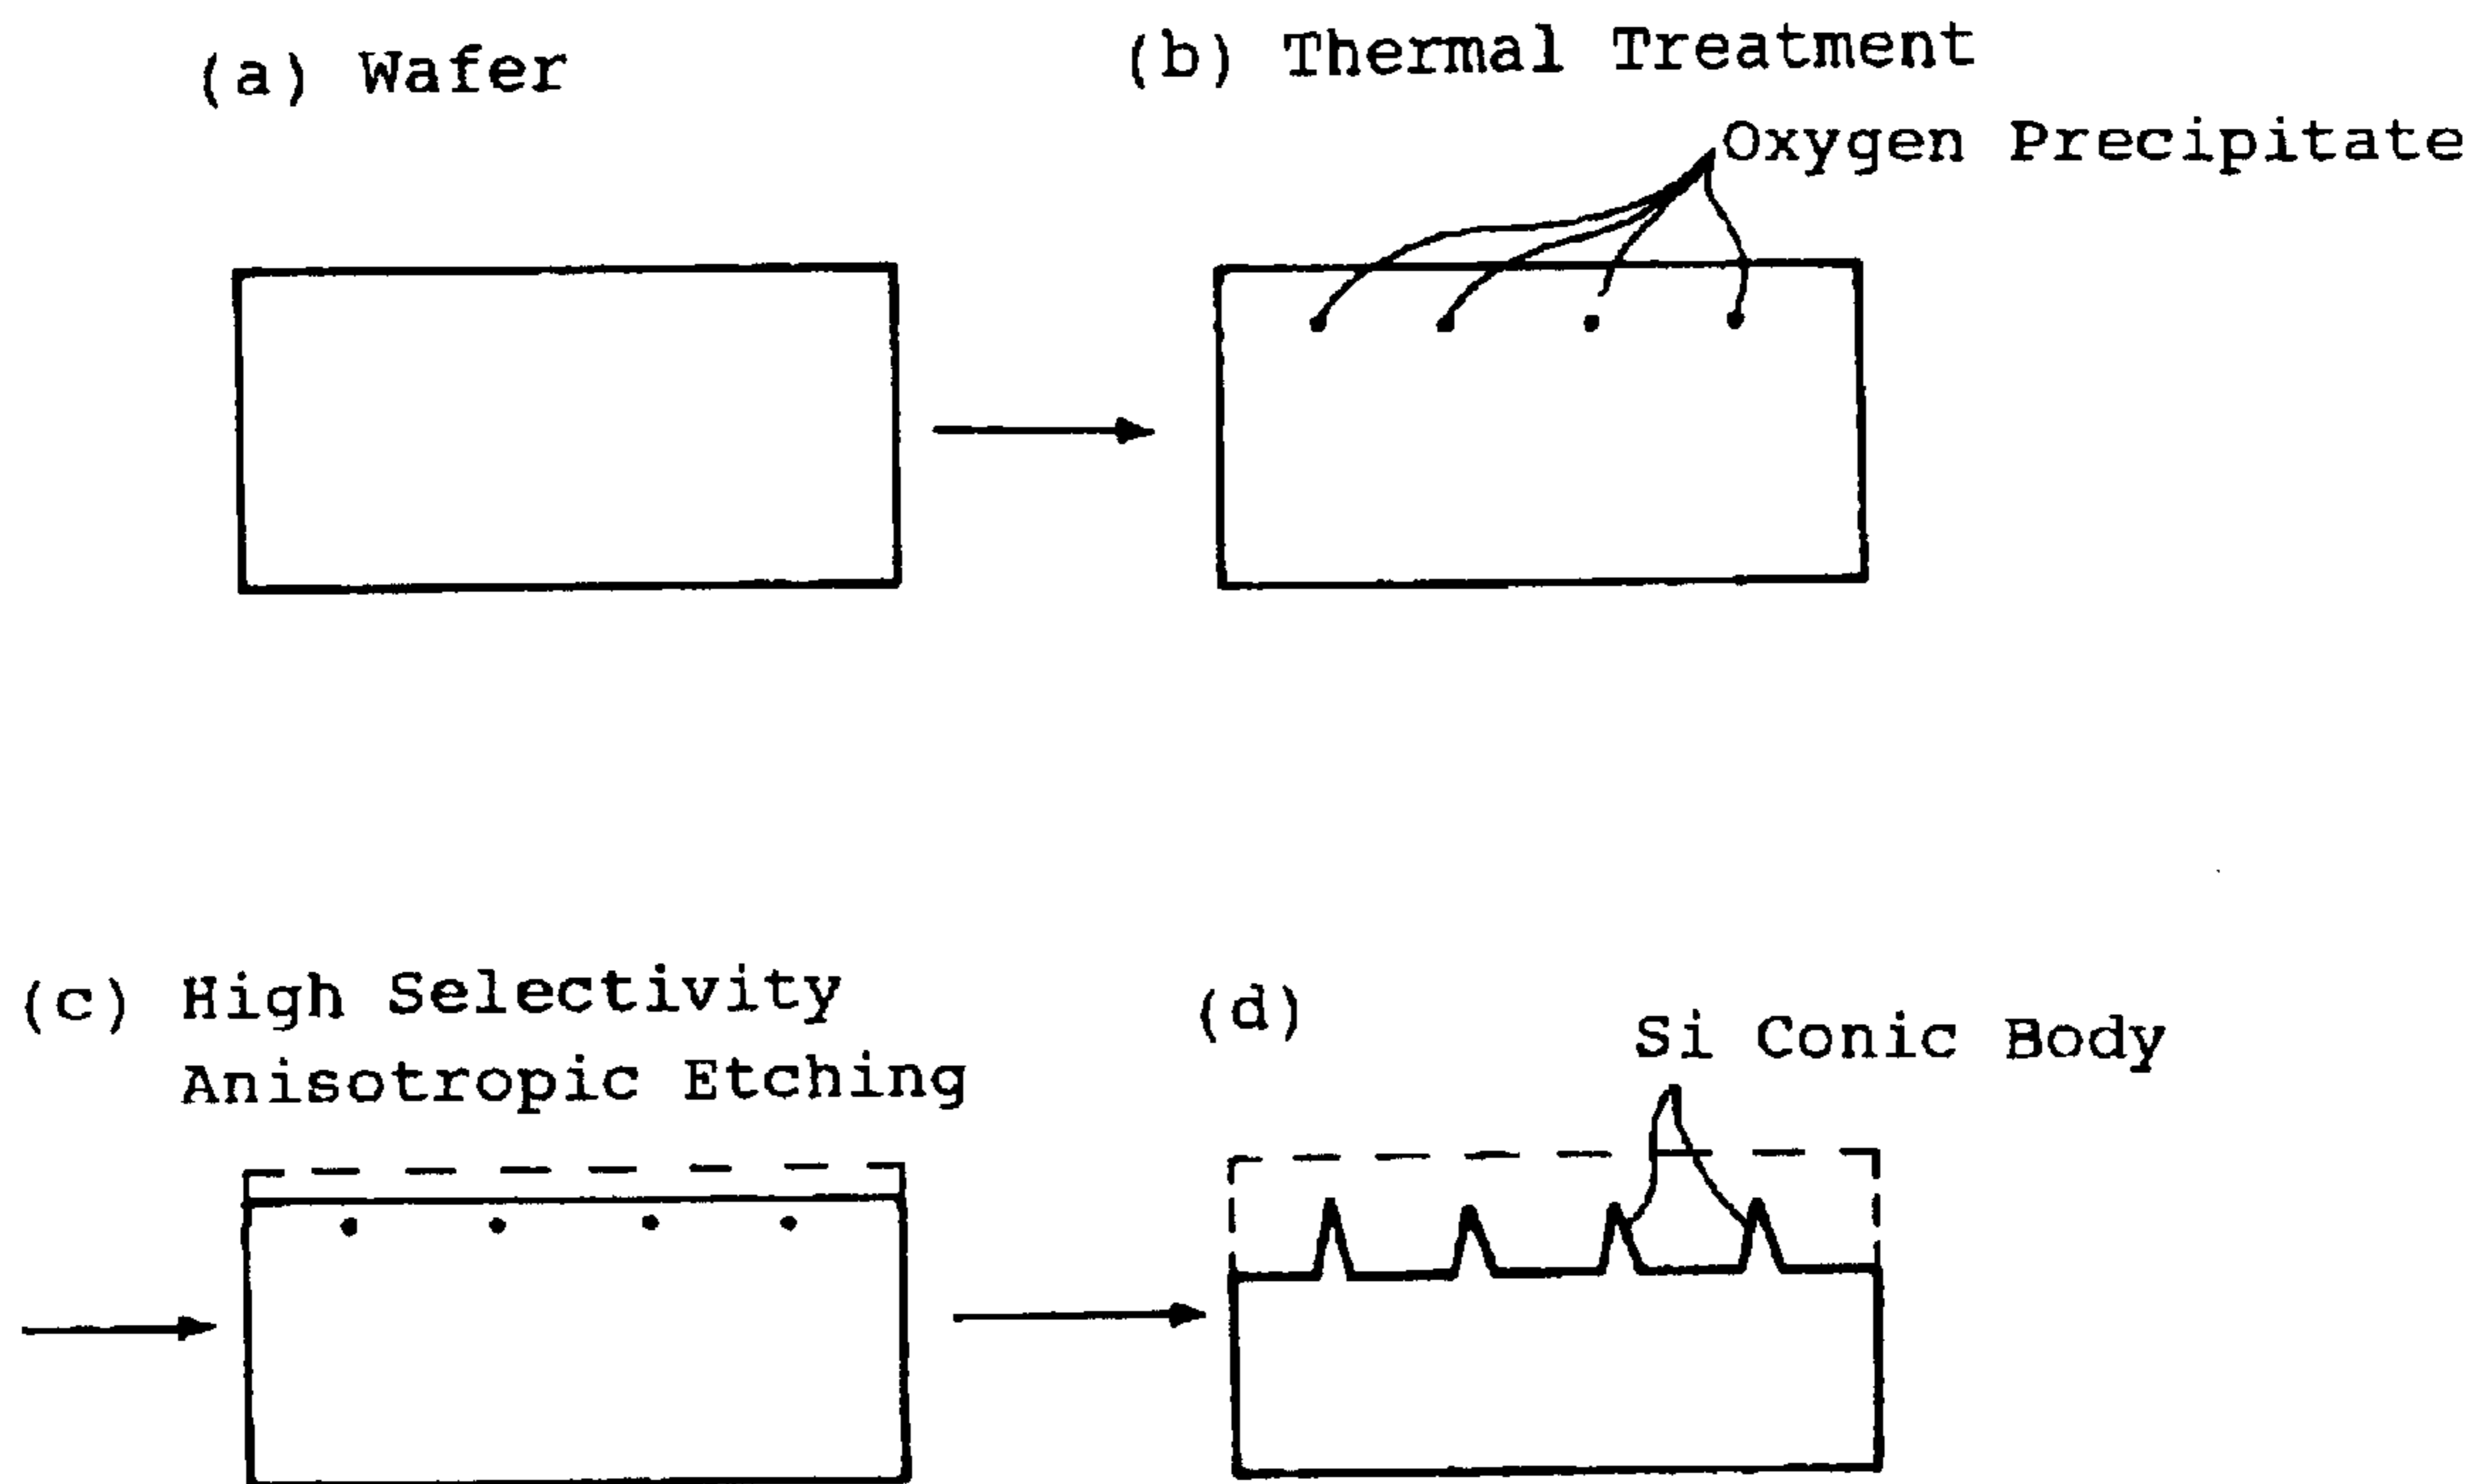 (a) Wafer
(b) Thermal Treatment
Oxygen Precipitate
(c) High Selectivity
Anisotropic Etching
(d)
Si Conic Body